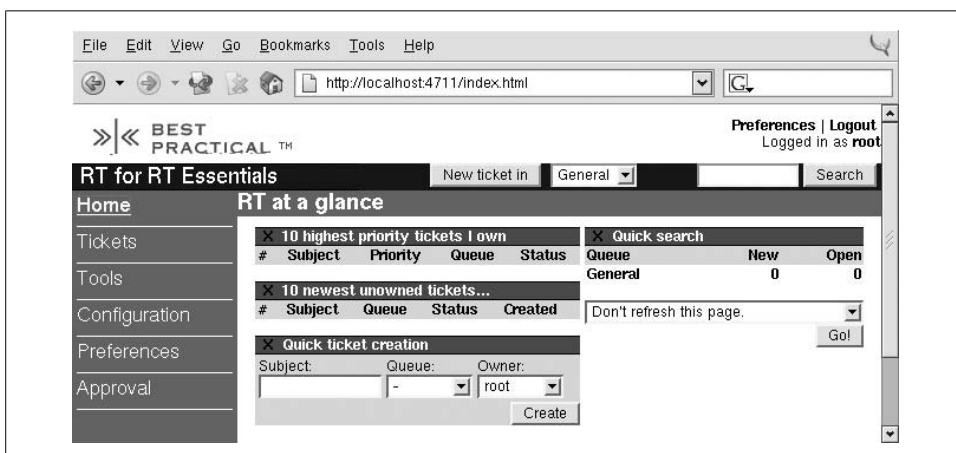 File Edit View Go Bookmarks Tools Help
http://localhost:4711/index.html
G
BEST
PRACTICAL ™
Preferences | Logout
Logged in as root
RT for RT Essentials
New ticket in
General
Search
Home
RT at a glance
Tickets
Tools
Configuration
Preferences
Approval
X 10 highest priority tickets I own
# Subject Priority Queue Status
X 10 newest unowned tickets...
# Subject Queue Status Created
X Quick ticket creation
Subject: Queue: Owner:
- root
Create
X Quick search
Queue New Open
General 0 0
Don't refresh this page.
Go!